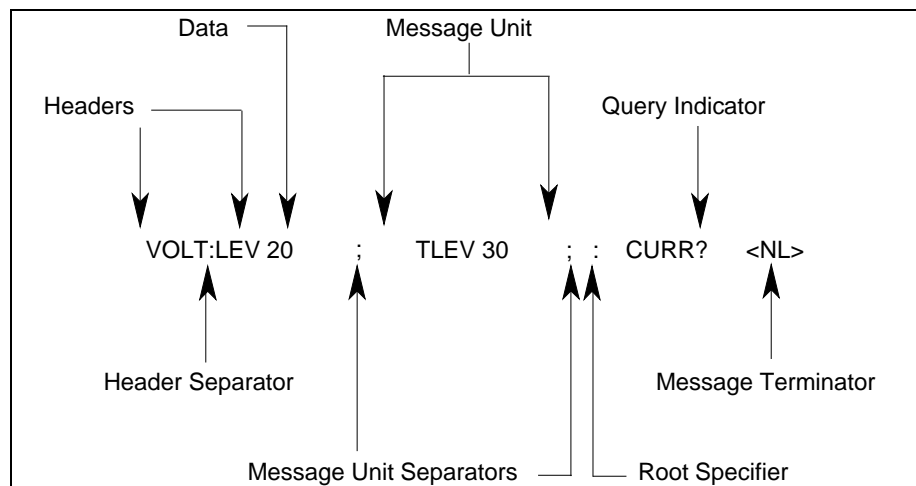 Data Message Unit
Headers Query Indicator
VOLT:LEV 20 ; TLEV 30 ; : CURR? <NL>
Header Separator Message Terminator
Message Unit Separators Root Specifier